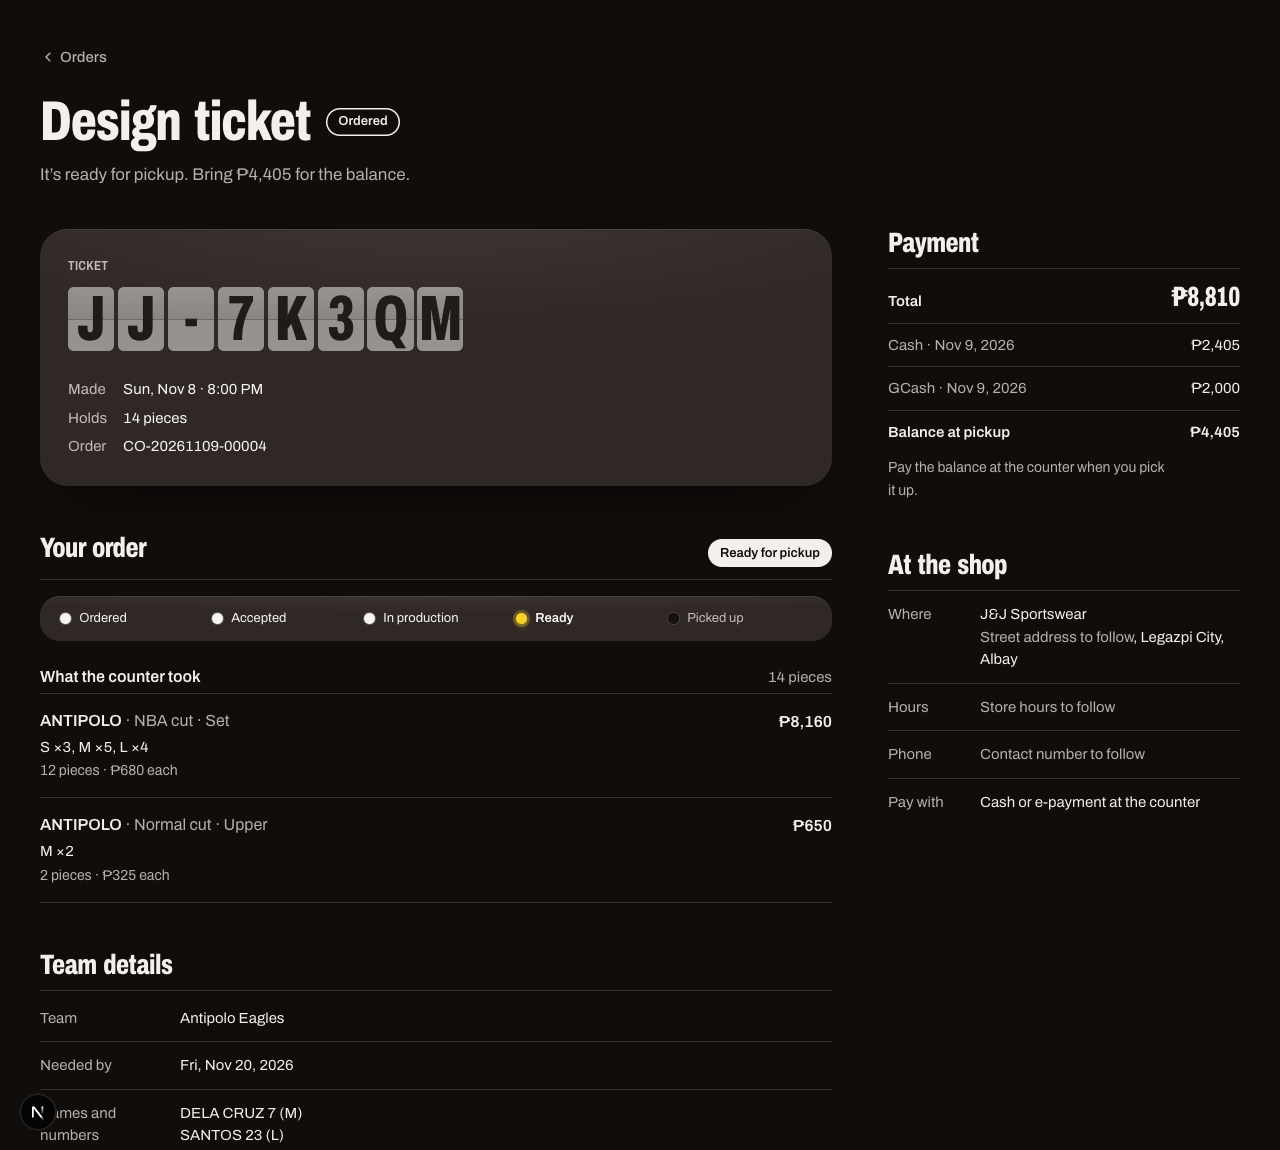 Orders
Design ticket
Ordered
It's ready for pickup. Bring ₱4,405 for the balance.
TICKET
JJ-7K3QM
Made Sun, Nov 8 · 8:00 PM
Holds 14 pieces
Order CO-20261109-00004
Your order
Ready for pickup
Ordered Accepted In production Ready Picked up
What the counter took 14 pieces
ANTIPOLO · NBA cut · Set ₱8,160
S ×3, M ×5, L ×4
12 pieces · ₱680 each
ANTIPOLO · Normal cut · Upper ₱650
M ×2
2 pieces · ₱325 each
Team details
Team Antipolo Eagles
Needed by Fri, Nov 20, 2026
N
ames and DELA CRUZ 7 (M)
numbers SANTOS 23 (L)
Payment
Total ₱8,810
Cash · Nov 9, 2026 ₱2,405
GCash · Nov 9, 2026 ₱2,000
Balance at pickup ₱4,405
Pay the balance at the counter when you pick
it up.
At the shop
Where J&J Sportswear
Street address to follow, Legazpi City,
Albay
Hours Store hours to follow
Phone Contact number to follow
Pay with Cash or e-payment at the counter